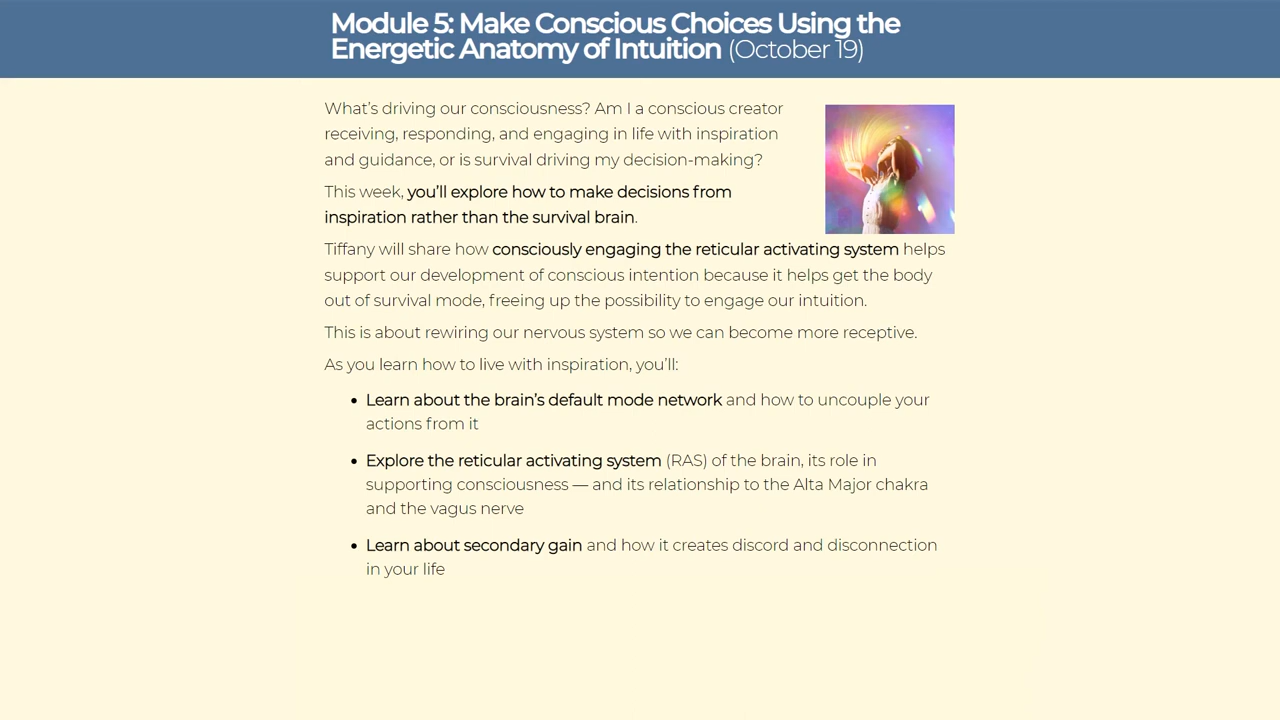 Module 5: Make Conscious Choices Using the
Energetic Anatomy of Intuition (October 19)
What's driving our consciousness? Am I a conscious creator
receiving, responding, and engaging in life with inspiration
and guidance, or is survival driving my decision-making?
This week, you'll explore how to make decisions from
inspiration rather than the survival brain.
Tiffany will share how consciously engaging the reticular activating system helps
support our development of conscious intention because it helps get the body
out of survival mode, freeing up the possibility to engage our intuition.
This is about rewiring our nervous system so we can become more receptive.
As you learn how to live with inspiration, you'll:
• Learn about the brain's default mode network and how to uncouple your
actions from it
• Explore the reticular activating system (RAS) of the brain, its role in
supporting consciousness — and its relationship to the Alta Major chakra
and the vagus nerve
• Learn about secondary gain and how it creates discord and disconnection
in your life